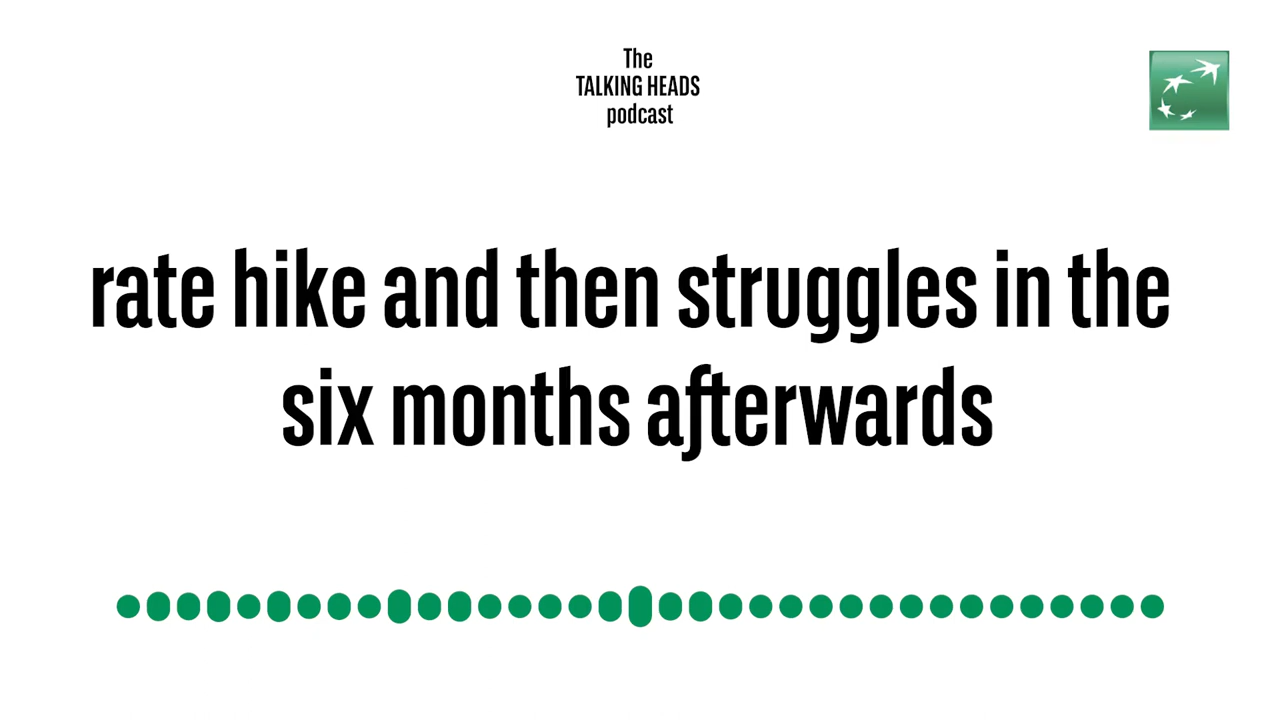 The
TALKING HEADS
podcast
rate hike and then struggles in the
six months afterwards